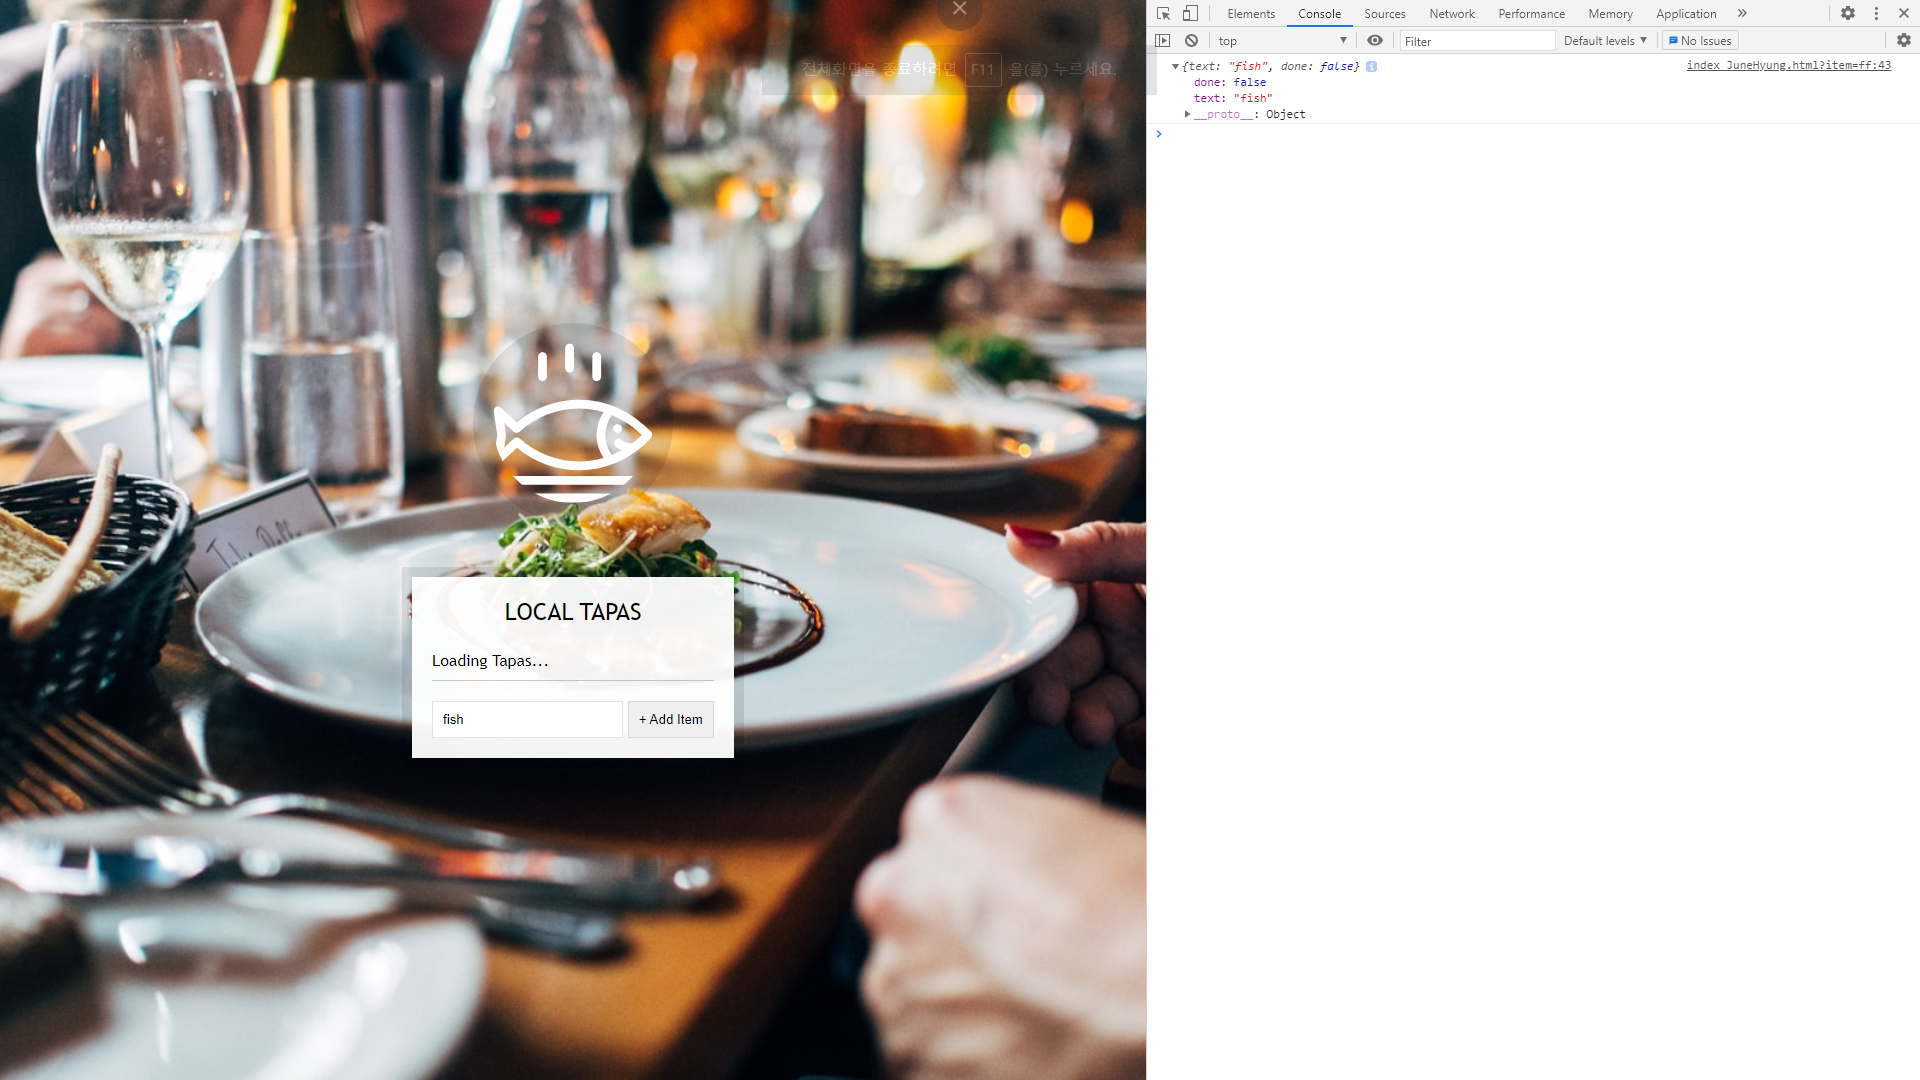 전체화면을 종료하려면 F11 을(를) 누르세요.
LOCAL TAPAS
Loading Tapas...
fish
+ Add Item
Elements Console Sources Network Performance Memory Application »
top Filter Default levels No Issues
{text: "fish", done: false} i index JuneHyung.html?item=ff:43
done: false
text: "fish"
__proto__: Object